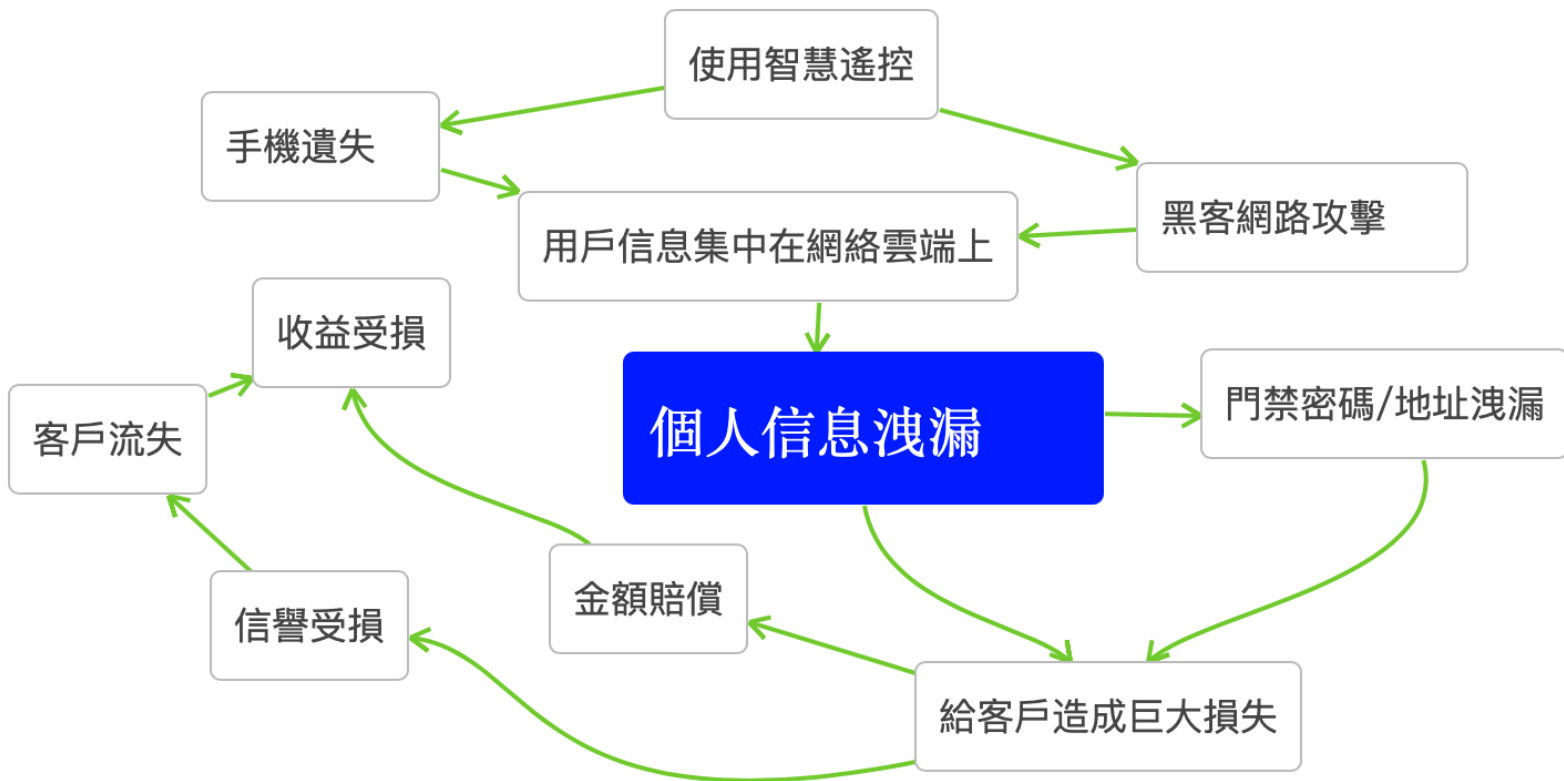 使用智慧遙控
手機遺失
黑客網路攻擊
用戶信息集中在網絡雲端上
收益受損
個人信息洩漏
門禁密碼/地址洩漏
客戶流失
金額賠償
信譽受損
給客戶造成巨大損失